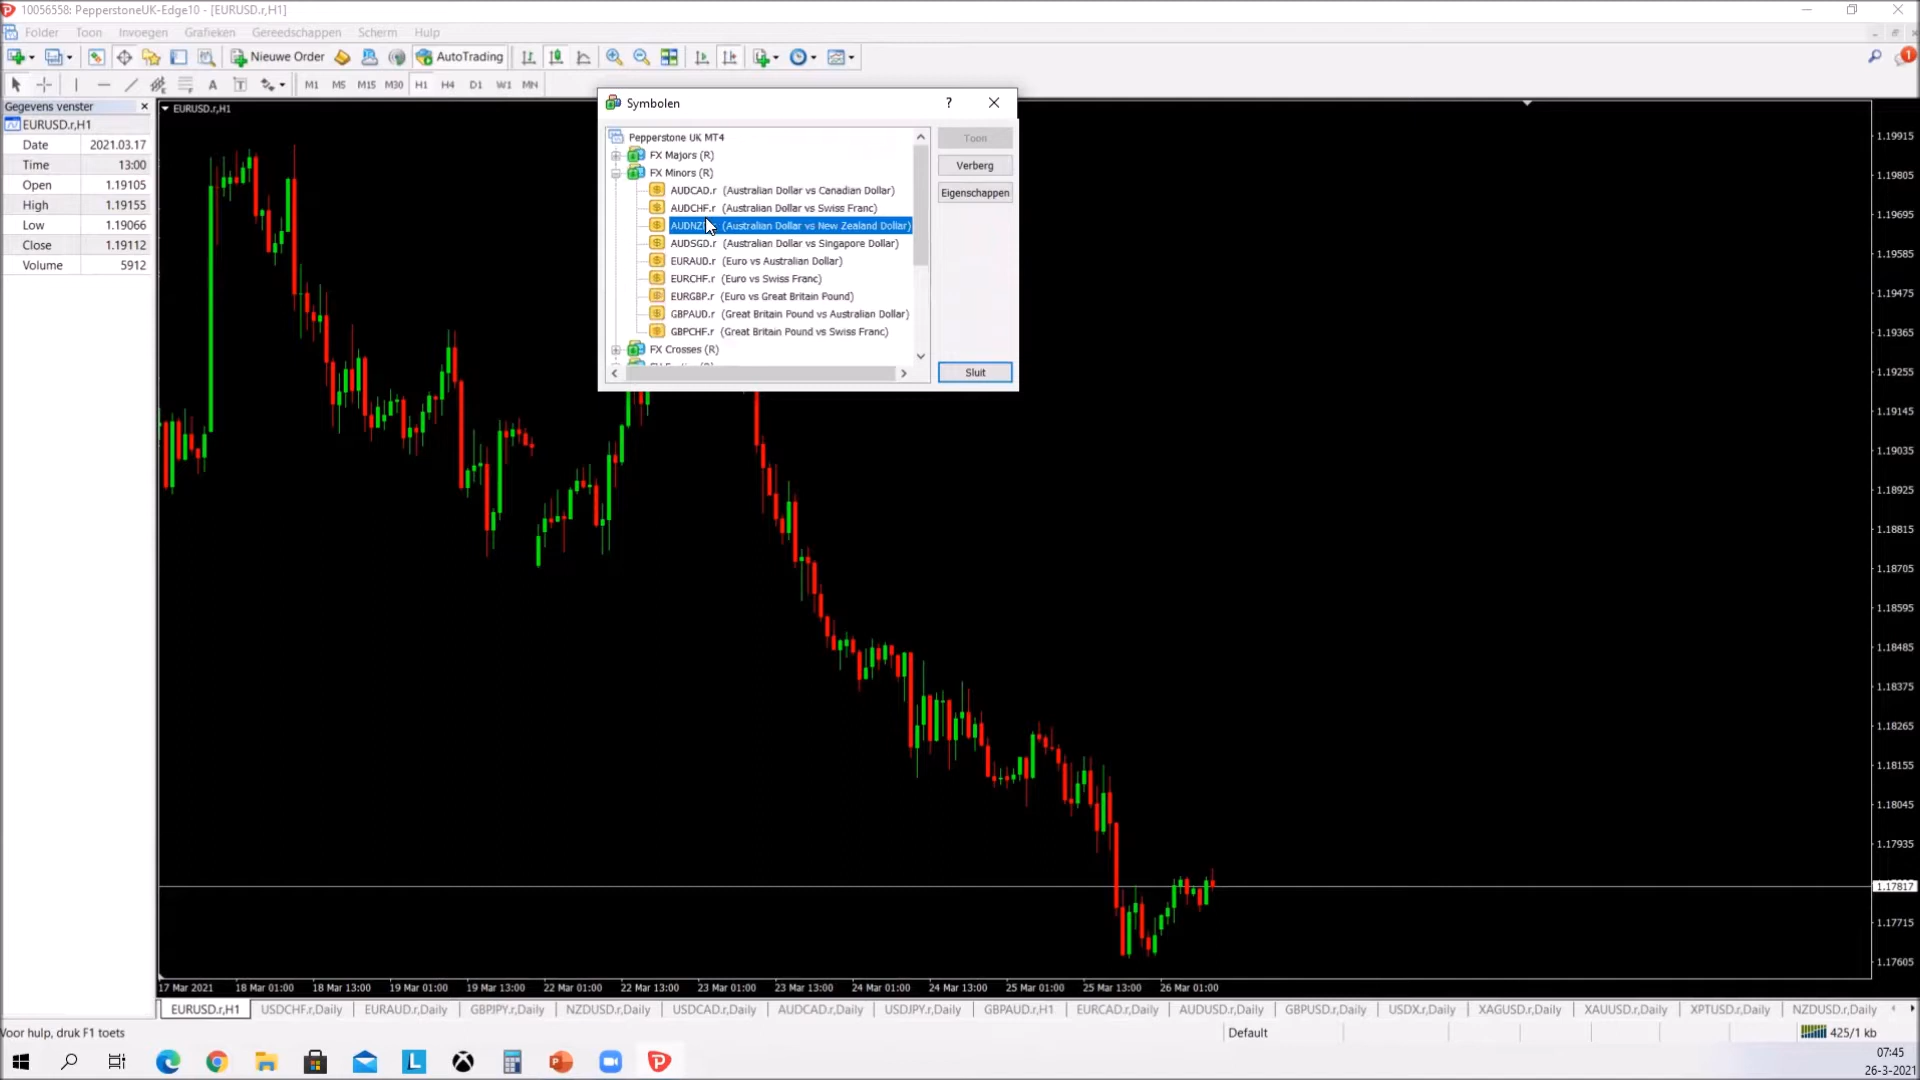 10056558: PepperstoneUK-Edge10 - [EURUSD.r,H1]
Folder Toon Invoegen Grafieken Gereedschappen Scherm Hulp
Nieuwe Order AutoTrading
1
A T M1 M5 M15 M30 H1 H4 D1 W1 MN
Gegevens venster
EURUSD.r,H1
Date 2021.03.17
Time 13:00
Open 1.19105
High 1.19155
Low 1.19066
Close 1.19112
Volume 5912
EURUSD.r,H1
Symbolen
Pepperstone UK MT4
FX Majors (R)
FX Minors (R)
AUDCAD.r (Australian Dollar vs Canadian Dollar)
AUDCHF.r (Australian Dollar vs Swiss Franc)
(Australian Dollar vs New Zealand Dollar)
AUDSGD.r (Australian Dollar vs Singapore Dollar)
EURAUD.r (Euro vs Australian Dollar)
EURCHF.r (Euro vs Swiss Franc)
EURGBP.r (Euro vs Great Britain Pound)
GBPAUD.r (Great Britain Pound vs Australian Dollar)
GBPCHF.r (Great Britain Pound vs Swiss Franc)
FX Crosses (R)
Toon
Verberg
Eigenschappen
Sluit
1.19915
1.19805
1.19695
1.19585
1.19475
1.19365
1.19255
1.19145
1.19035
1.18925
1.18815
1.18705
1.18595
1.18485
1.18375
1.18265
1.18155
1.18045
1.17935
1.17817
1.17715
1.17605
17 Mar 2021 18 Mar 01:00 18 Mar 13:00 19 Mar 01:00 19 Mar 13:00 22 Mar 01:00 22 Mar 13:00 23 Mar 01:00 23 Mar 13:00 24 Mar 01:00 24 Mar 13:00 25 Mar 01:00 25 Mar 13:00 26 Mar 01:00
EURUSD.r,H1 USDCHF.r,Daily EURAUD.r,Daily GBPJPY.r,Daily NZDUSD.r,Daily USDCAD.r,Daily AUDCAD.r,Daily USDJPY.r,Daily GBPAUD.r,H1 EURCAD.r,Daily AUDUSD.r,Daily GBPUSD.r,Daily USDX.r,Daily XAGUSD.r,Daily XAUUSD.r,Daily XPTUSD.r,Daily NZDUSD.r,Daily
Voor hulp, druk F1 toets Default 425/1 kb
07:45
26-3-2021